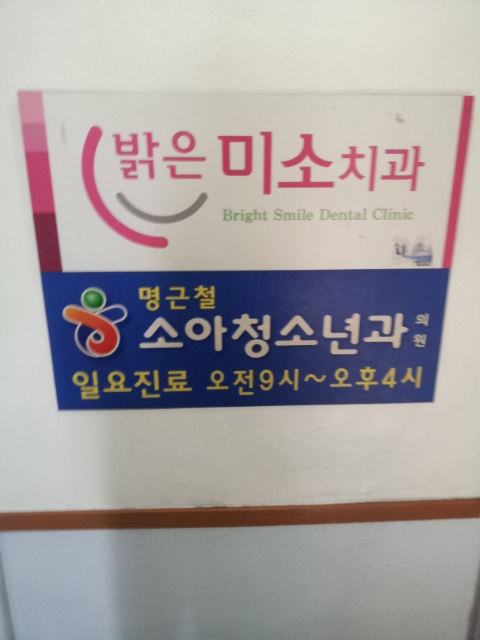 밝은 미소치과
Bright Smile Dental Clinic
명근철
소아청소년과 의원
일요진료 오전9시~오후4시